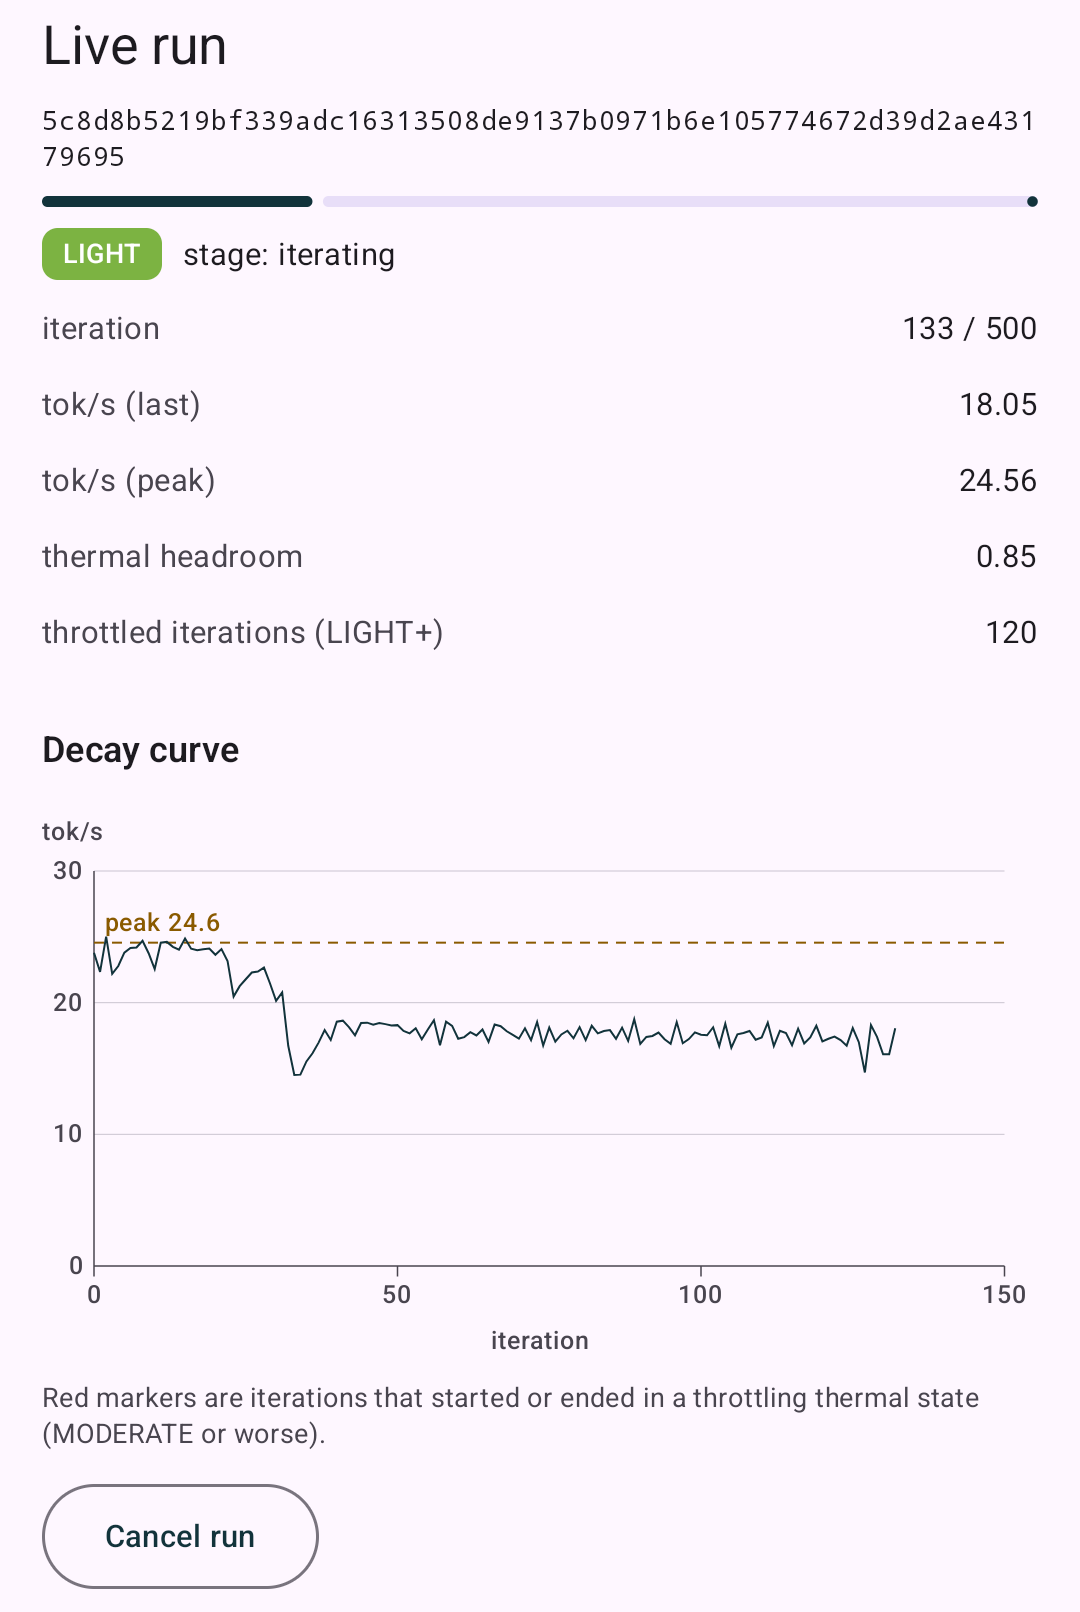 Live run
5c8d8b5219bf339adc16313508de9137b0971b6e105774672d39d2ae431
79695
LIGHT stage: iterating
iteration 133 / 500
tok/s (last) 18.05
tok/s (peak) 24.56
thermal headroom 0.85
throttled iterations (LIGHT+) 120
Decay curve
tok/s
30
peak 24.6
20
10
0
0 50 100 150
iteration
Red markers are iterations that started or ended in a throttling thermal state
(MODERATE or worse).
Cancel run